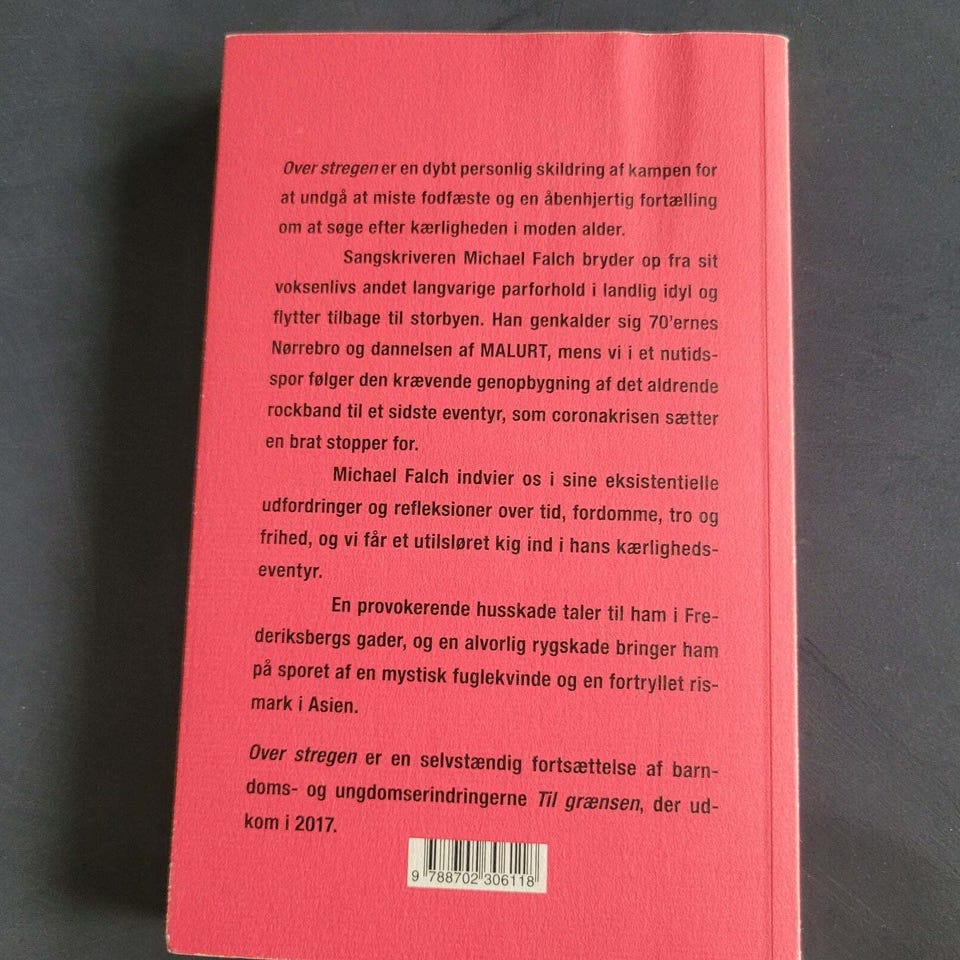 Over stregen er en dybt personlig skildring af kampen for
at undgå at miste fodfæste og en åbenhjertig fortælling
om at søge efter kærligheden i moden alder.
Sangskriveren Michael Falch bryder op fra sit
voksenlivs andet langvarige parforhold i landlig idyl og
flytter tilbage til storbyen. Han genkalder sig 70'ernes
Nørrebro og dannelsen af MALURT, mens vi i et nutids-
spor følger den krævende genopbygning af det aldrende
rockband til et sidste eventyr, som coronakrisen sætter
en brat stopper for.
Michael Falch indvier os i sine eksistentielle
udfordringer og refleksioner over tid, fordomme, tro og
frihed, og vi får et utilsløret kig ind i hans kærligheds-
eventyr.
En provokerende husskade taler til ham i Fre-
deriksbergs gader, og en alvorlig rygskade bringer ham
på sporet af en mystisk fuglekvinde og en fortryllet ris-
mark i Asien.
Over stregen er en selvstændig fortsættelse af barn-
doms- og ungdomserindringerne Til grænsen, der ud-
kom i 2017.
9 788702 306118